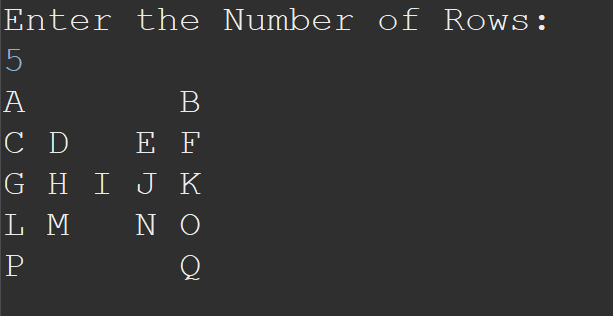 Enter the Number of Rows:
5
A       B
C D   E F
G H I J K
L M   N O
P       Q